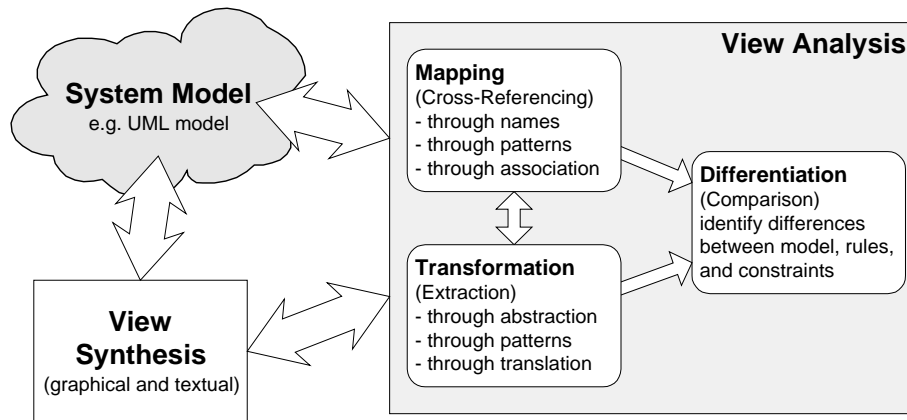 System Model
e.g. UML model
View
Synthesis
(graphical and textual)
View Analysis
Mapping
(Cross-Referencing)
- through names
- through patterns
- through association
Transformation
(Extraction)
- through abstraction
- through patterns
- through translation
Differentiation
(Comparison)
identify differences
between model, rules,
and constraints